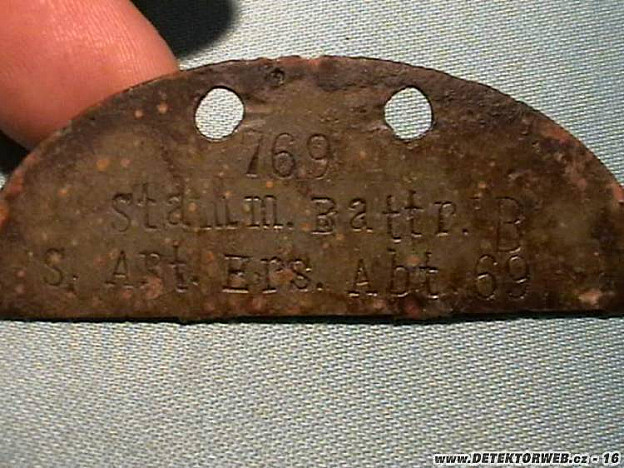 769
Stamm. Battr. B
S. Art. Ers. Abt. 69
www.DETEKTORWEB.cz - 16